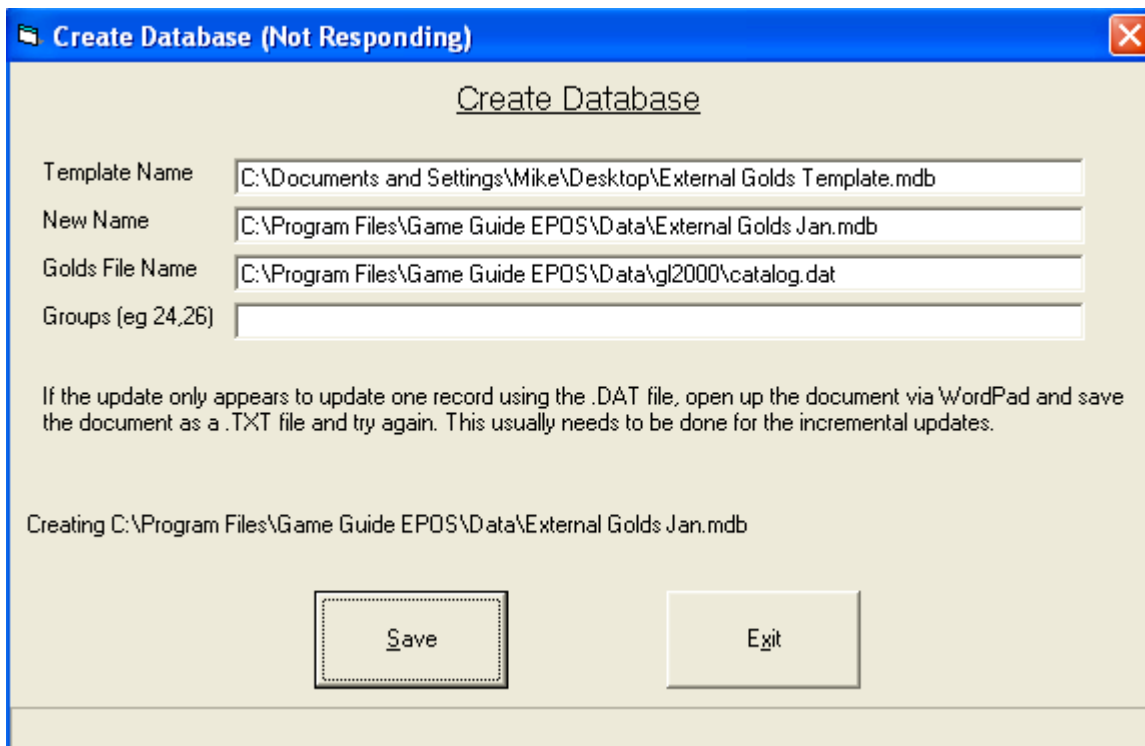 Create Database (Not Responding)
Create Database
Template Name C:\Documents and Settings\Mike\Desktop\External Golds Template.mdb
New Name C:\Program Files\Game Guide EPOS\Data\External Golds Jan.mdb
Golds File Name C:\Program Files\Game Guide EPOS\Data\gl2000\catalog.dat
Groups (eg 24,26)
If the update only appears to update one record using the .DAT file, open up the document via WordPad and save
the document as a .TXT file and try again. This usually needs to be done for the incremental updates.
Creating C:\Program Files\Game Guide EPOS\Data\External Golds Jan.mdb
Save Exit